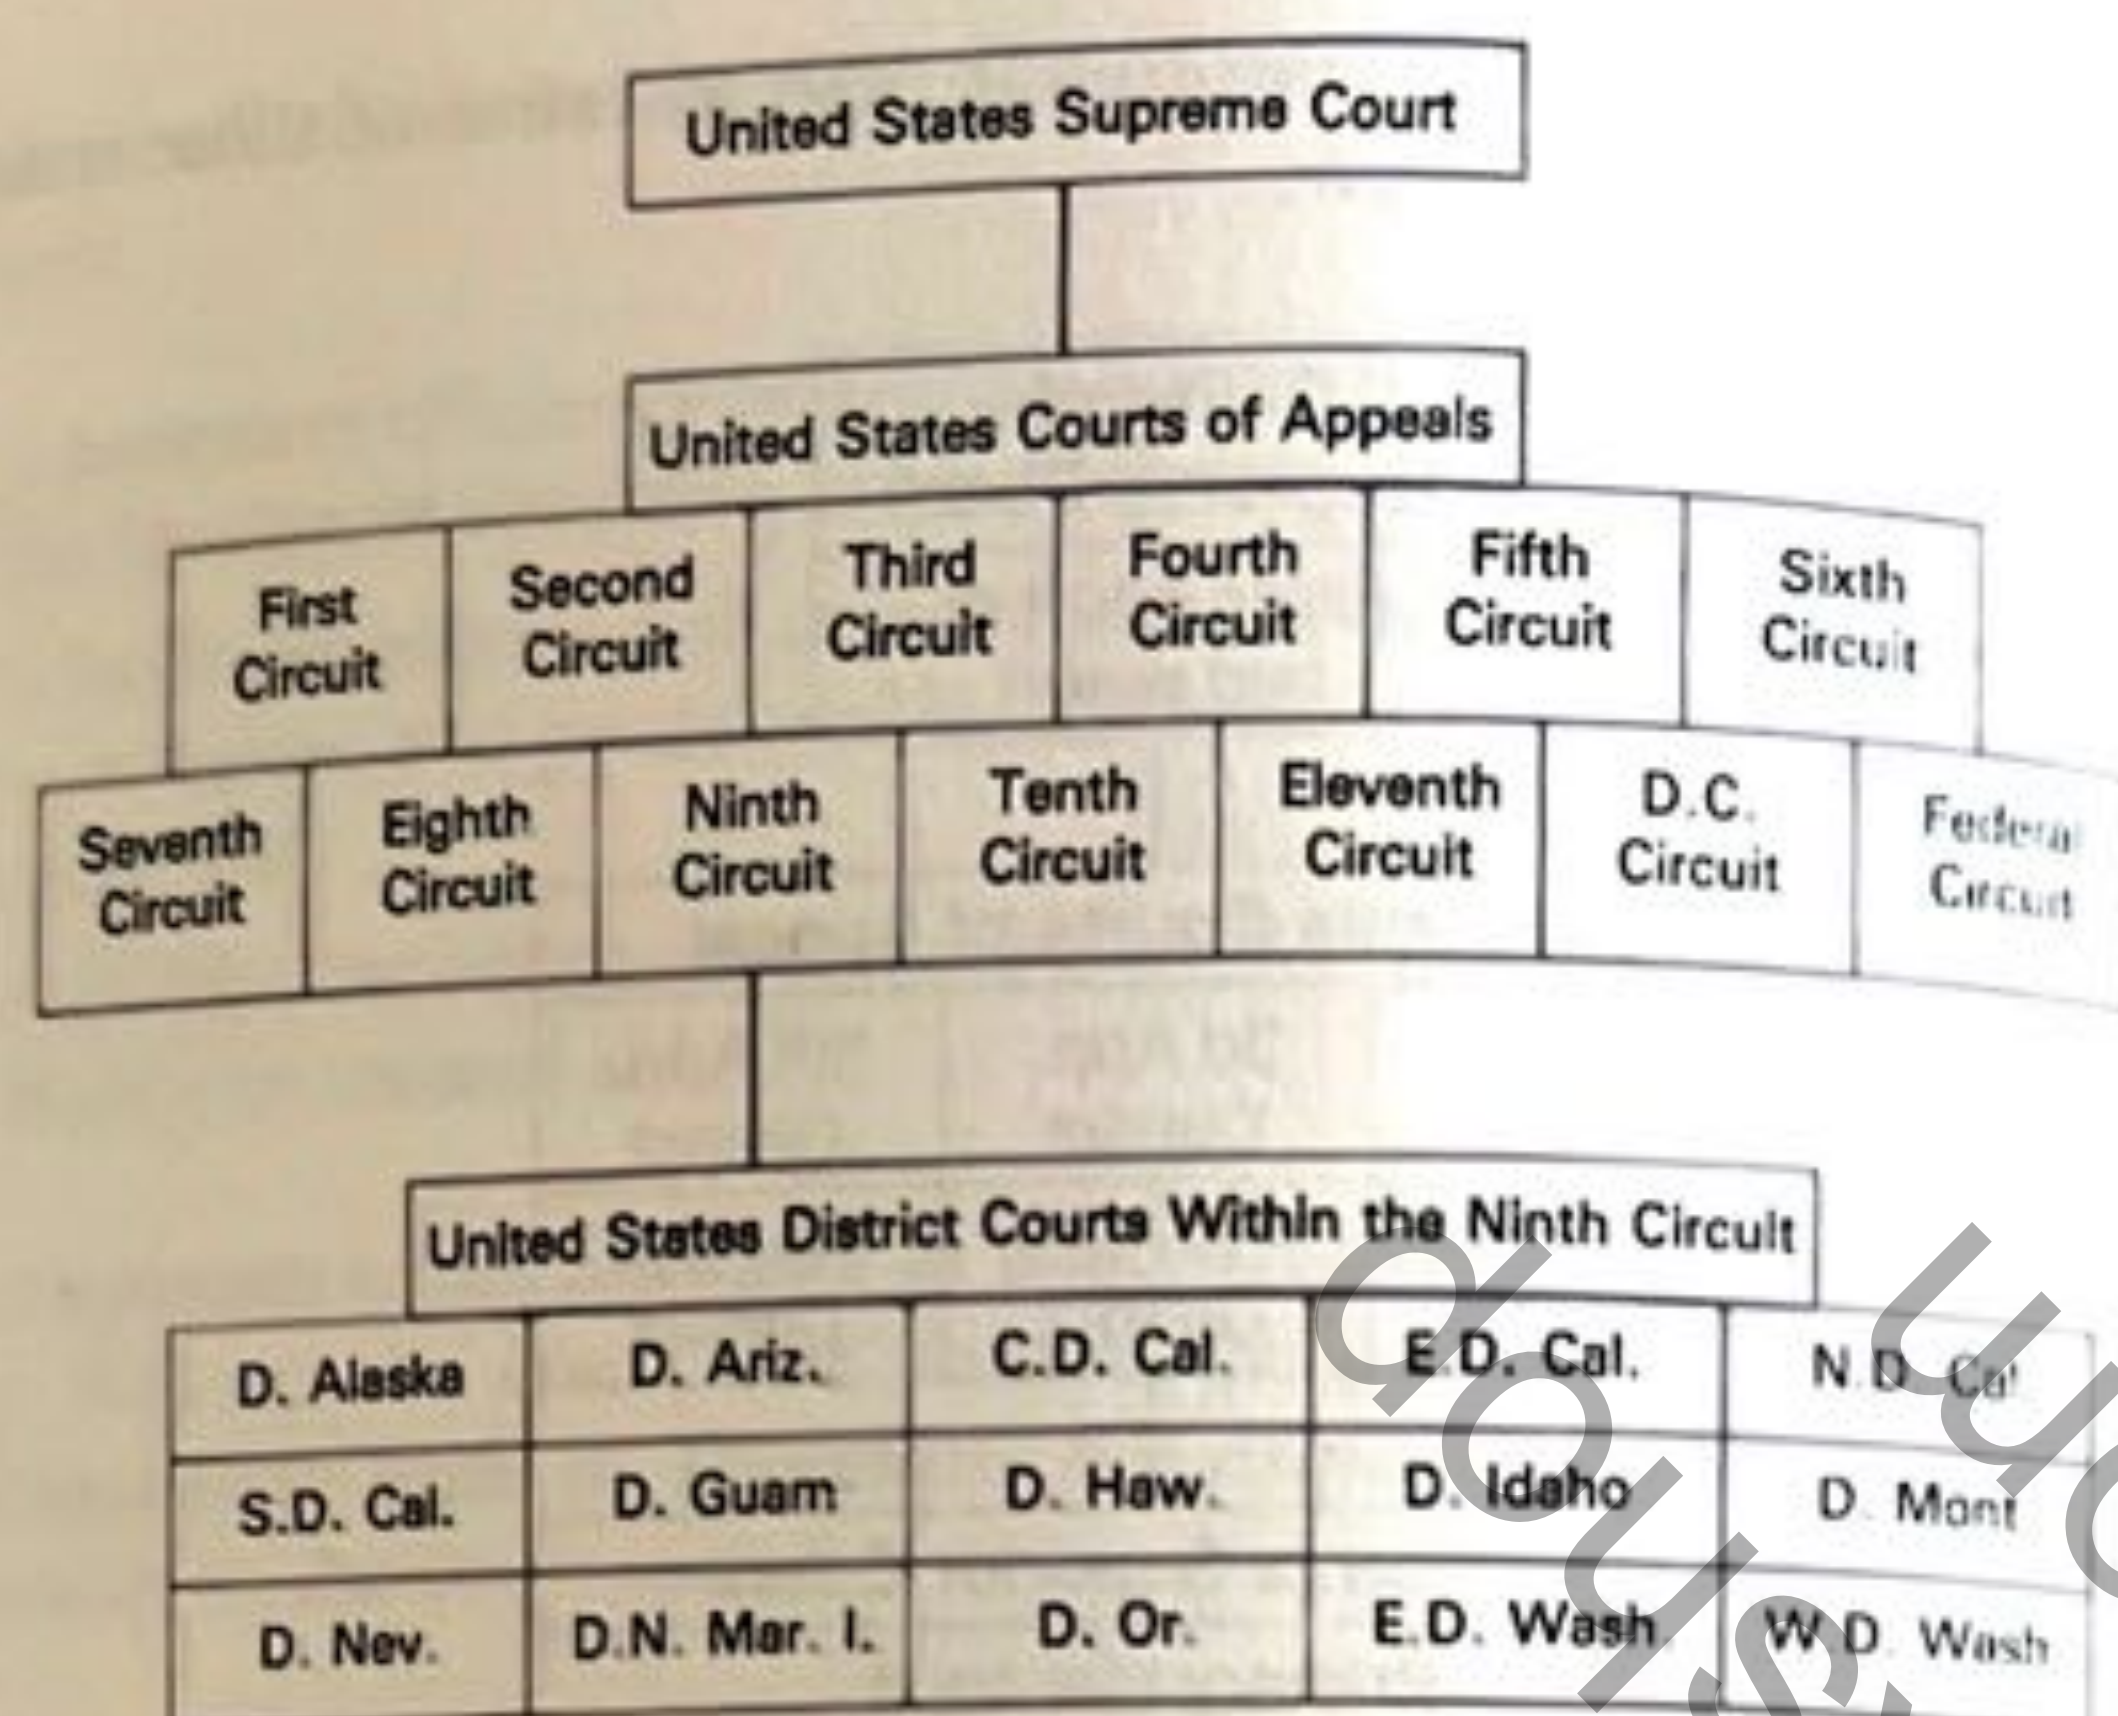 United States Supreme Court
United States Courts of Appeals
First Circuit
Second Circuit
Third Circuit
Fourth Circuit
Fifth Circuit
Sixth Circuit
Seventh Circuit
Eighth Circuit
Ninth Circuit
Tenth Circuit
Eleventh Circuit
D.C. Circuit
Federal Circuit
United States District Courts Within the Ninth Circuit
D. Alaska
D. Ariz.
C.D. Cal.
E.D. Cal.
N.D. Cal
S.D. Cal.
D. Guam
D. Haw.
D. Idaho
D. Mont
D. Nev.
D.N. Mar. I.
D. Or.
E.D. Wash
W.D. Wash